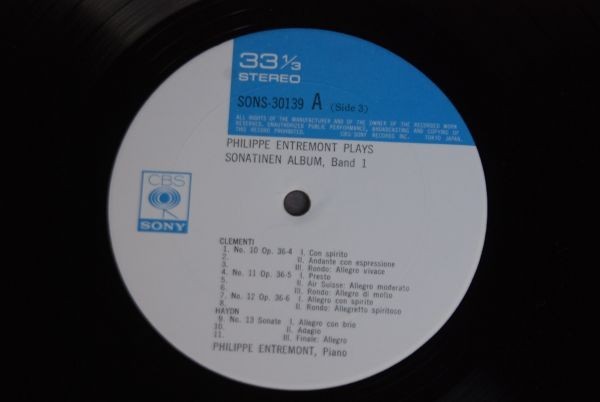 33 1/3
STEREO
SONS-30139 A (Side 3)
ALL RIGHTS OF THE MANUFACTURER AND OF THE OWNER OF THE RECORDED WORK
RESERVED. UNAUTHORIZED PUBLIC PERFORMANCE, BROADCASTING AND COPYING OF
THIS RECORD PROHIBITED. CBS/SONY RECORDS INC. TOKYO JAPAN.
PHILIPPE ENTREMONT PLAYS
SONATINEN ALBUM, Band 1
CBS
SONY
CLEMENTI
1. No. 10 Op. 36-4 I. Con spirito
2. II. Andante con espressione
3. III. Rondo: Allegro vivace
4. No. 11 Op. 36-5 I. Presto
5. II. Air Suisse: Allegro moderato
6. III. Rondo: Allegro di molto
7. No. 12 Op. 36-6 I. Allegro con spirito
8. II. Rondo: Allegretto spiritoso
HAYDN
9. No. 13 Sonate I. Allegro con brio
10. II. Adagio
11. III. Finale: Allegro
PHILIPPE ENTREMONT, Piano